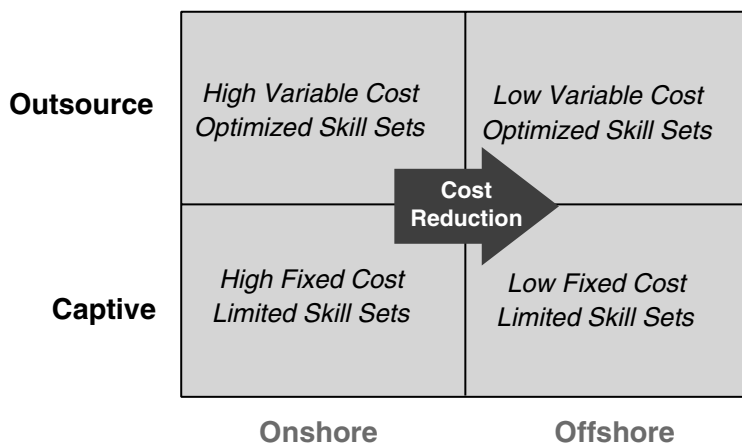 Outsource
High Variable Cost
Optimized Skill Sets
Low Variable Cost
Optimized Skill Sets
Cost
Reduction
Captive
High Fixed Cost
Limited Skill Sets
Low Fixed Cost
Limited Skill Sets
Onshore
Offshore